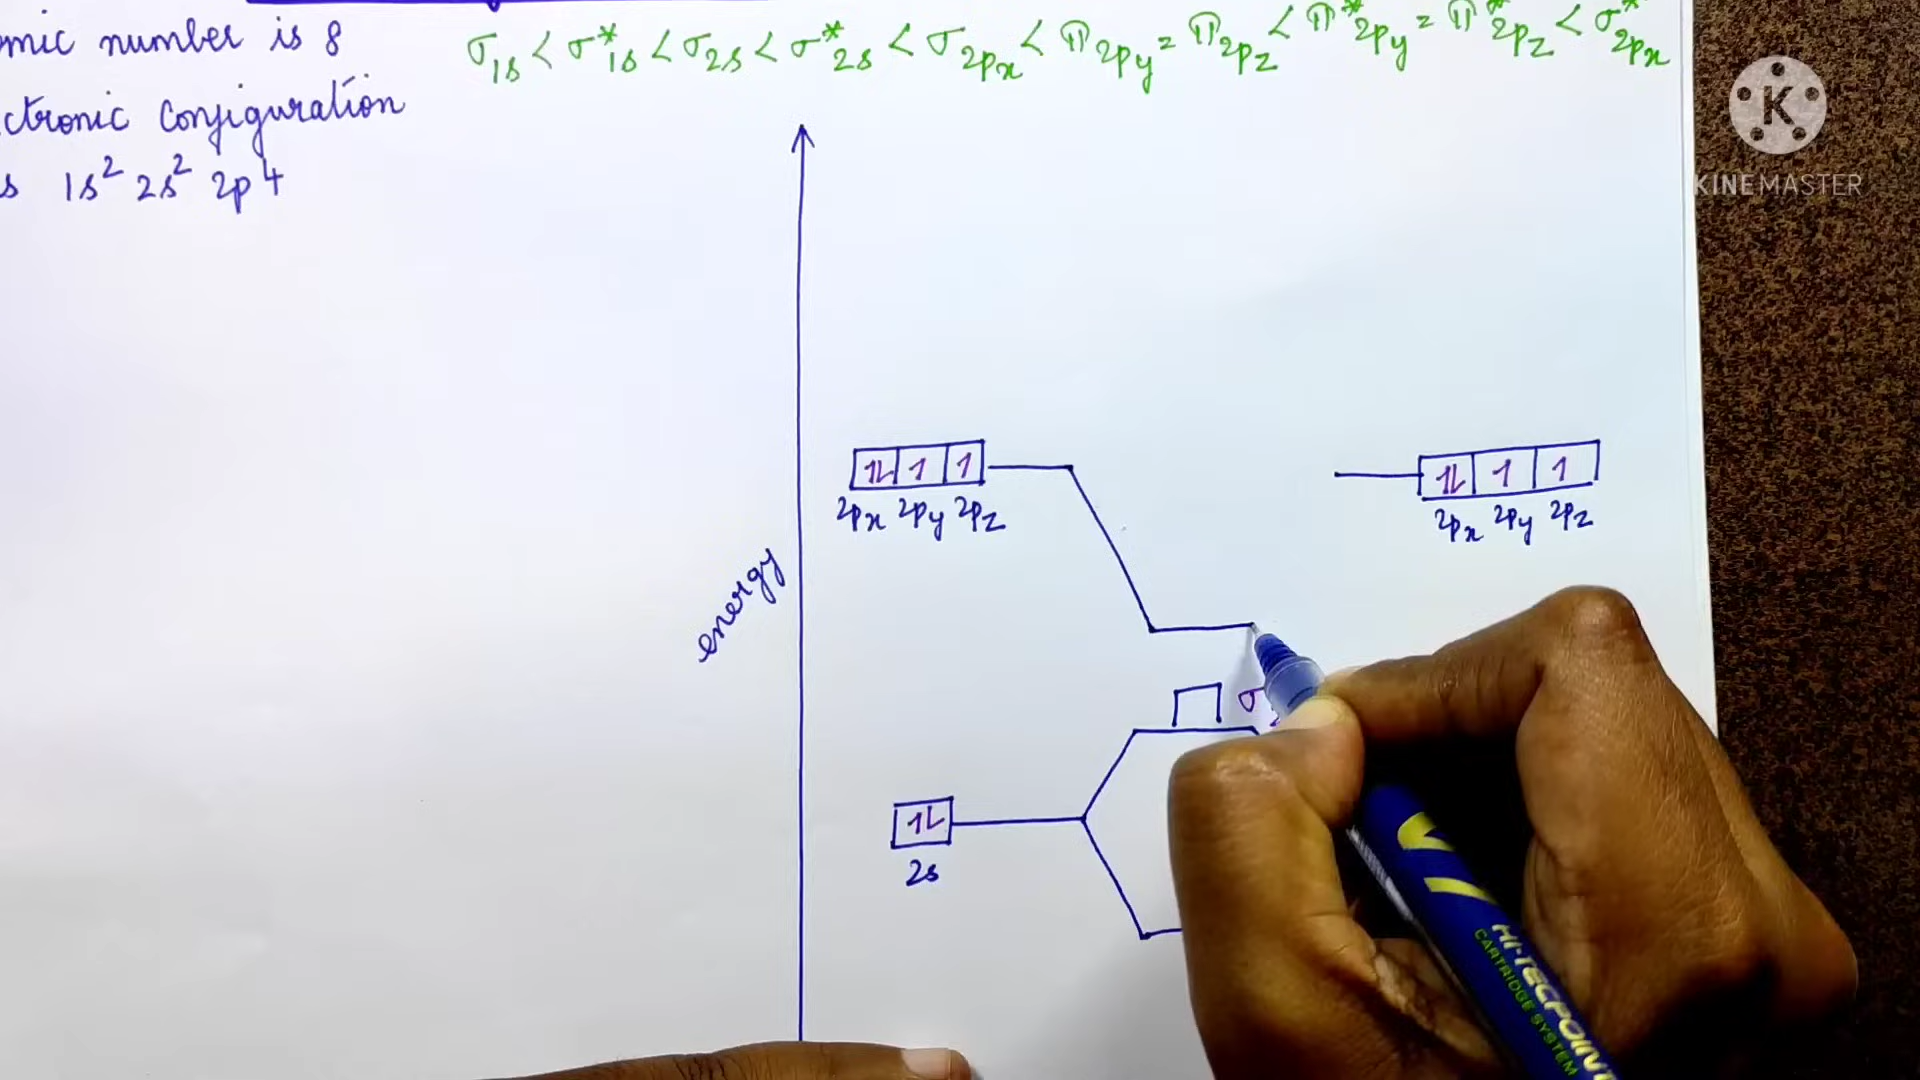 mic number is 8
σ1s < σ*1s < σ2s < σ*2s < σ2px < π2py = π2pz < π*2py = π*2pz < σ*2px
ctronic configuration
s 1s² 2s² 2p⁴
K
KINEMASTER
1L 1 1
1L 1 1
2px 2py 2pz
2px 2py 2pz
energy
σ
1L
2s
V7
HI-TECPOINT
CARTRIDGE SYSTEM